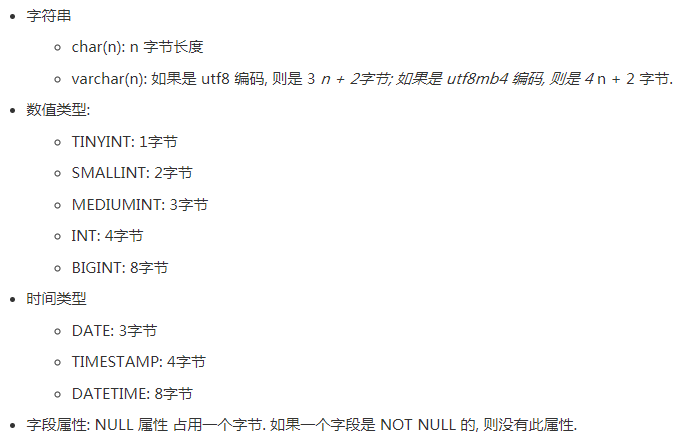 字符串
char(n): n 字节长度
varchar(n): 如果是 utf8 编码, 则是 3 n + 2字节; 如果是 utf8mb4 编码, 则是 4 n + 2 字节.
数值类型:
TINYINT: 1字节
SMALLINT: 2字节
MEDIUMINT: 3字节
INT: 4字节
BIGINT: 8字节
时间类型
DATE: 3字节
TIMESTAMP: 4字节
DATETIME: 8字节
字段属性: NULL 属性 占用一个字节. 如果一个字段是 NOT NULL 的, 则没有此属性.